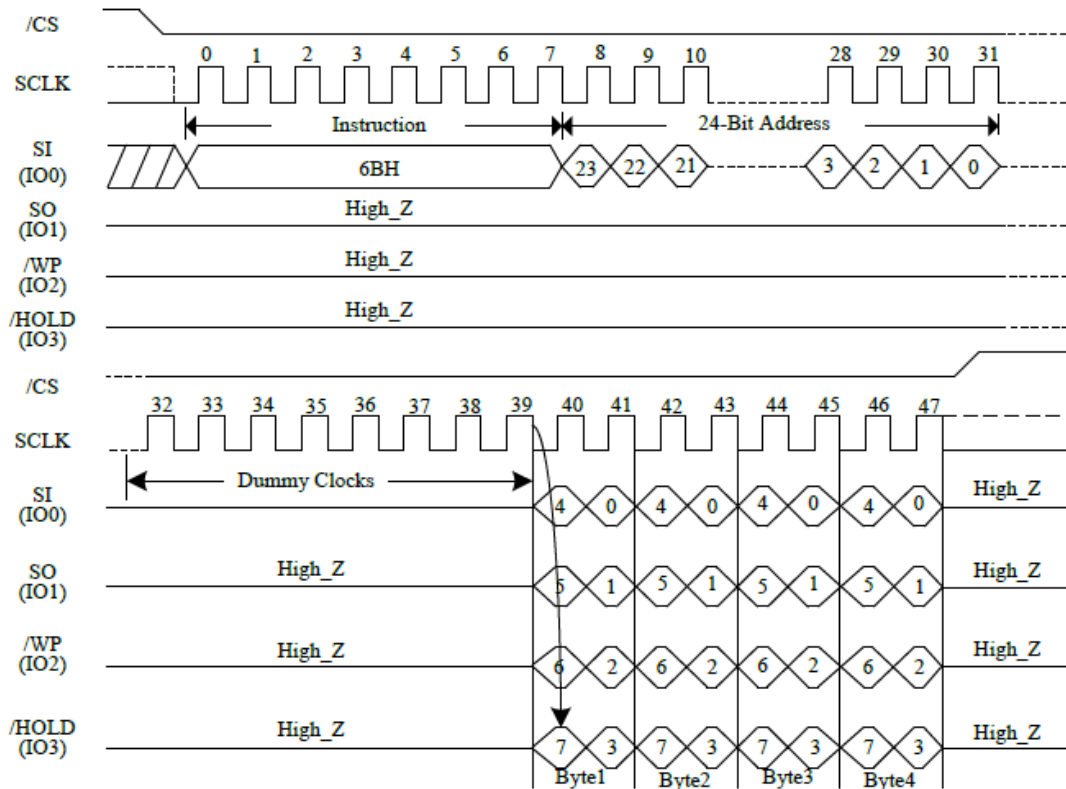 /CS
0 1 2 3 4 5 6 7 8 9 10 28 29 30 31
SCLK
Instruction 24-Bit Address
SI
(IO0)
6BH 23 22 21 3 2 1 0
SO
(IO1)
High_Z
/WP
(IO2)
High_Z
/HOLD
(IO3)
High_Z
/CS
32 33 34 35 36 37 38 39 40 41 42 43 44 45 46 47
SCLK
Dummy Clocks
SI
(IO0)
4 0 4 0 4 0 4 0 High_Z
SO
(IO1)
High_Z 5 1 5 1 5 1 5 1 High_Z
/WP
(IO2)
High_Z 6 2 6 2 6 2 6 2 High_Z
/HOLD
(IO3)
High_Z 7 3 7 3 7 3 7 3 High_Z
Byte1 Byte2 Byte3 Byte4